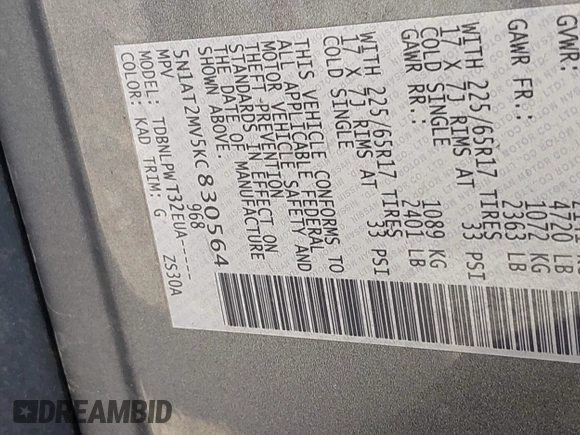 GVWR:
4720 LB
GAWR FR.: 1072 KG
2363 LB
WITH 225/65R17 TIRES
17 X 7J RIMS AT 33 PSI
COLD SINGLE
GAWR RR.: 1089 KG
2401 LB
WITH 225/65R17 TIRES
17 X 7J RIMS AT 33 PSI
COLD SINGLE
THIS VEHICLE CONFORMS TO
ALL APPLICABLE FEDERAL
MOTOR VEHICLE SAFETY AND
THEFT PREVENTION
STANDARDS IN EFFECT ON
THE DATE OF MANUFACTURE
SHOWN ABOVE.
5N1AT2MV5KC830564
MPV 968
MODEL: TDBNLPWT32EUA-----
COLOR: KAD TRIM: G ZS30A
DREAMBID